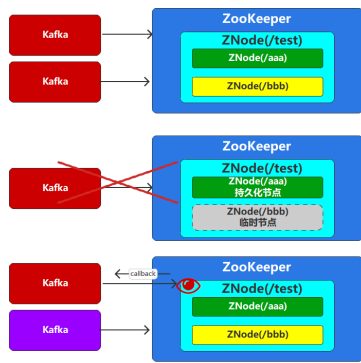 ZooKeeper
Kafka
ZNode(/test)
ZNode(/aaa)
Kafka
ZNode(/bbb)
ZooKeeper
ZNode(/test)
Kafka
ZNode(/aaa)
持久化节点
ZNode(/bbb)
临时节点
ZooKeeper
callback
Kafka
ZNode(/test)
ZNode(/aaa)
Kafka
ZNode(/bbb)